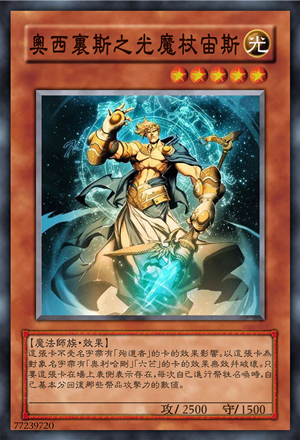 奧西裏斯之光魔杖宙斯
光
【魔法師族·效果】
這張卡不受名字帶有「殉道者」的卡的效果影響。以這張卡為
對象名字帶有「奧利哈剛」「六芒」的卡的效果無效并破壞。只
要這張卡在場上表側表示存在，每次自己進行祭牲召喚時，自
己基本分回復那些祭品攻擊力的數值。
攻/2500 守/1500
77239720